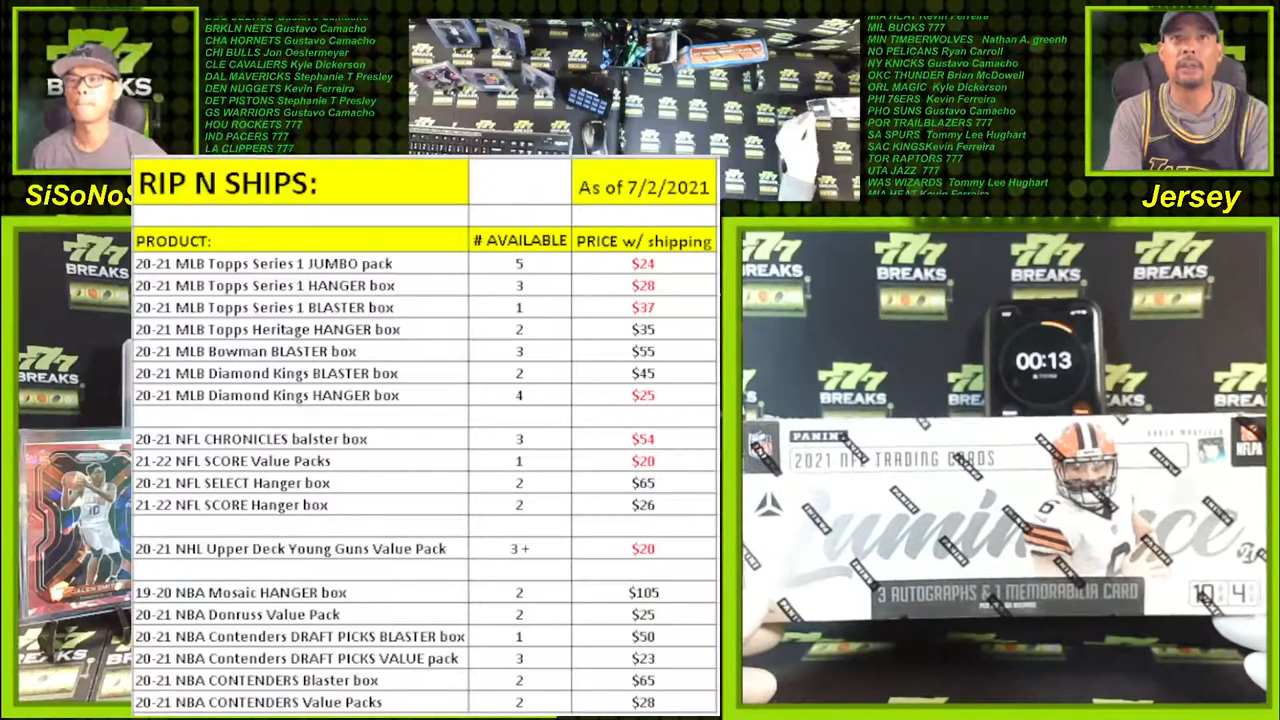 BRKLN NETS Gustavo Camacho
CHA HORNETS Gustavo Camacho
CHI BULLS Jon Oestermeyer
CLE CAVALIERS Kyle Dickerson
DAL MAVERICKS Stephanie T Presley
DEN NUGGETS Kevin Ferreira
DET PISTONS Stephanie T Presley
GS WARRIORS Gustavo Camacho
HOU ROCKETS 777
IND PACERS 777
LA CLIPPERS 777
MIA HEAT Kevin Ferreira
MIL BUCKS 777
MIN TIMBERWOLVES Nathan A. greenh
NO PELICANS Ryan Carroll
NY KNICKS Gustavo Camacho
OKC THUNDER Brian McDowell
ORL MAGIC Kyle Dickerson
PHI 76ERS Kevin Ferreira
PHO SUNS Gustavo Camacho
POR TRAILBLAZERS 777
SA SPURS Tommy Lee Hughart
SAC KINGSKevin Ferreira
TOR RAPTORS 777
UTA JAZZ 777
WAS WIZARDS Tommy Lee Hughart
MIA HEAT Kevin Ferreira
SiSoNoS
Jersey
RIP N SHIPS: As of 7/2/2021
PRODUCT: # AVAILABLE PRICE w/ shipping
20-21 MLB Topps Series 1 JUMBO pack 5 $24
20-21 MLB Topps Series 1 HANGER box 3 $28
20-21 MLB Topps Series 1 BLASTER box 1 $37
20-21 MLB Topps Heritage HANGER box 2 $35
20-21 MLB Bowman BLASTER box 3 $55
20-21 MLB Diamond Kings BLASTER box 2 $45
20-21 MLB Diamond Kings HANGER box 4 $25
20-21 NFL CHRONICLES balster box 3 $54
21-22 NFL SCORE Value Packs 1 $20
20-21 NFL SELECT Hanger box 2 $65
21-22 NFL SCORE Hanger box 2 $26
20-21 NHL Upper Deck Young Guns Value Pack 3 + $20
19-20 NBA Mosaic HANGER box 2 $105
20-21 NBA Donruss Value Pack 2 $25
20-21 NBA Contenders DRAFT PICKS BLASTER box 1 $50
20-21 NBA Contenders DRAFT PICKS VALUE pack 3 $23
20-21 NBA CONTENDERS Blaster box 2 $65
20-21 NBA CONTENDERS Value Packs 2 $28
777 BREAKS
00:13
PANINI
2021 NFL TRADING CARDS
Luminance
3 AUTOGRAPHS & 1 MEMORABILIA CARD
10 4
NFLPA